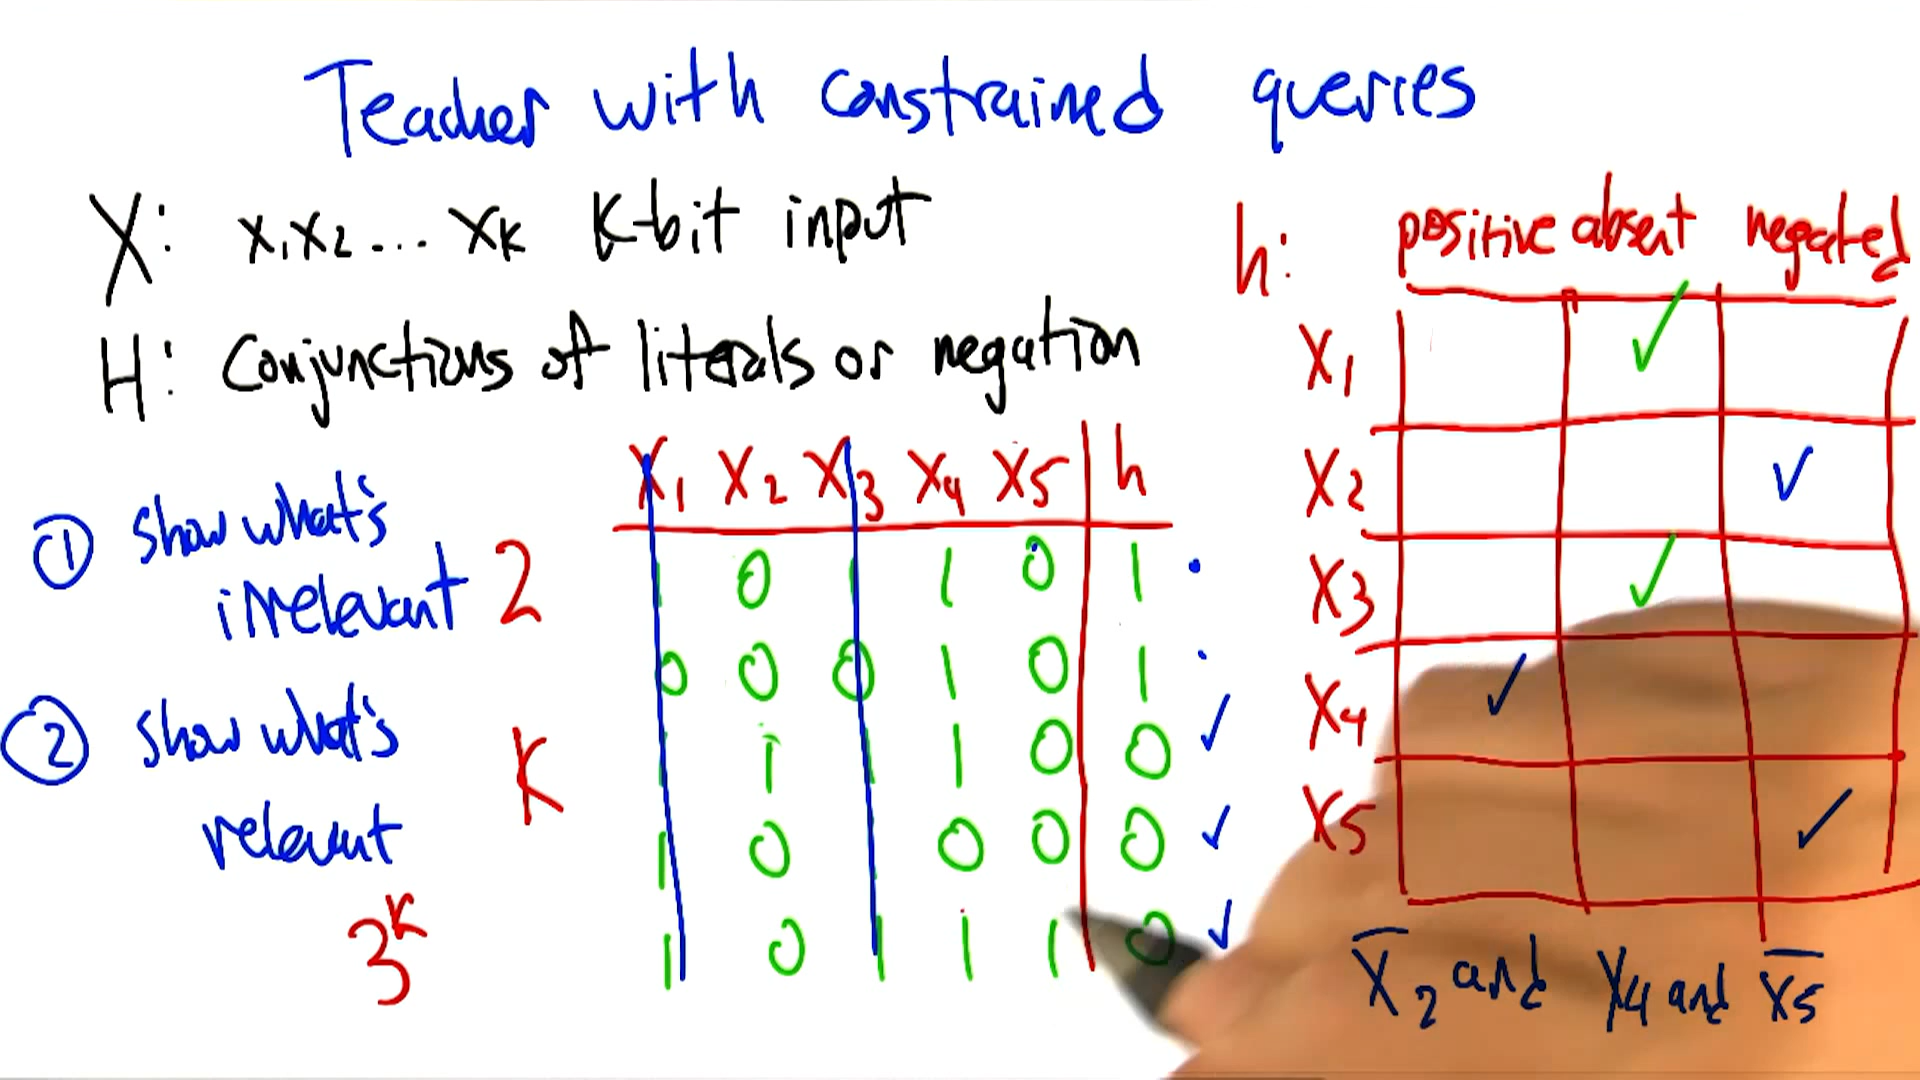 Teacher with constrained queries
X: x₁x₂... xₖ K-bit input
H: Conjunctions of literals or negation
① show what's
irrelevant 2
② show what's
relevant K
3ᴷ
X₁ X₂ X₃ X₄ X₅ h
1 0 1 1 0 1 •
0 0 0 1 0 1 •
1 1 1 1 0 0 ✓
1 0 1 0 0 0 ✓
1 0 1 1 1 0 ✓
h: positive absent negated
X₁ ✓
X₂ ✓
X₃ ✓
X₄ ✓
X₅ ✓
X̅₂ and X₄ and X̅₅